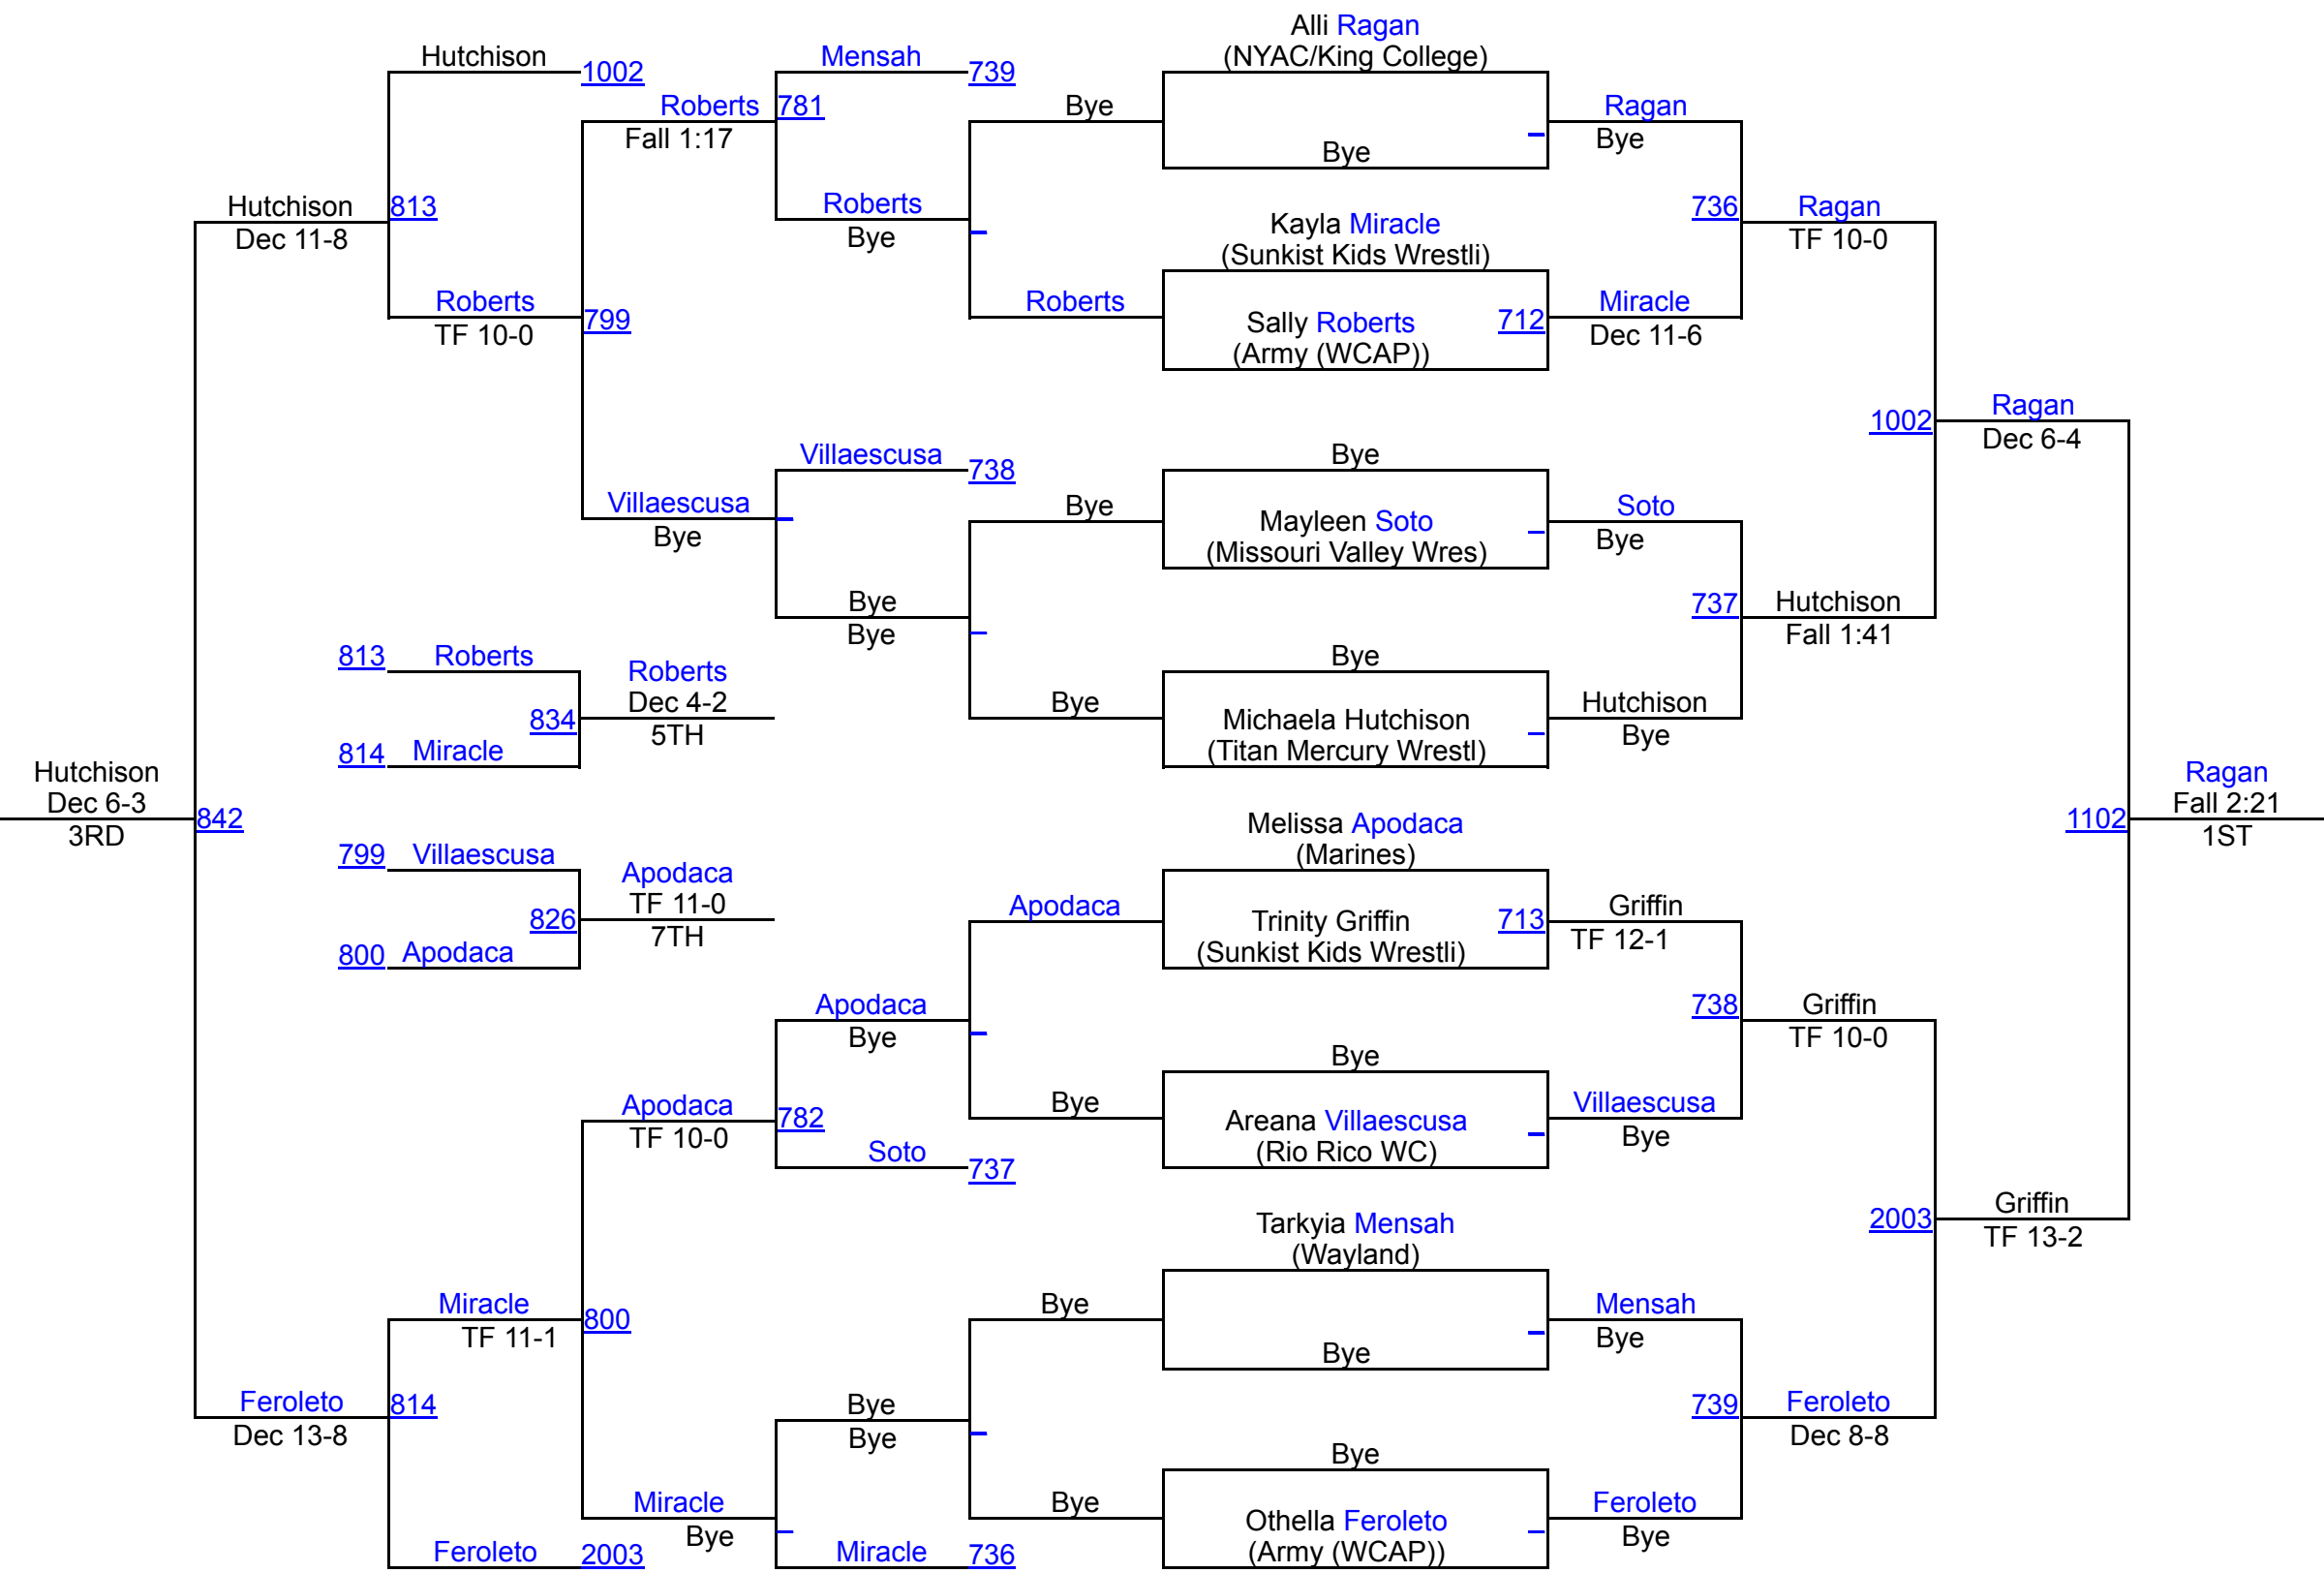 Alli Ragan
(NYAC/King College)
Hutchison
1002
Mensah
739
Roberts
781
Fall 1:17
Bye
Bye
Ragan
Bye
Roberts
Bye
Hutchison
813
Dec 11-8
Kayla Miracle
(Sunkist Kids Wrestli)
736
Ragan
TF 10-0
Roberts
TF 10-0
799
Roberts
Sally Roberts
(Army (WCAP))
712
Miracle
Dec 11-6
1002
Ragan
Dec 6-4
Villaescusa
738
Bye
Villaescusa
Bye
Bye
Mayleen Soto
(Missouri Valley Wres)
Soto
Bye
Bye
Bye
737
Hutchison
Fall 1:41
813
Roberts
Roberts
Dec 4-2
5TH
834
814
Miracle
Bye
Bye
Michaela Hutchison
(Titan Mercury Wrestl)
Hutchison
Bye
Hutchison
Dec 6-3
3RD
842
1102
Ragan
Fall 2:21
1ST
799
Villaescusa
Apodaca
TF 11-0
7TH
826
800
Apodaca
Melissa Apodaca
(Marines)
Apodaca
Trinity Griffin
(Sunkist Kids Wrestli)
713
Griffin
TF 12-1
Apodaca
Bye
738
Griffin
TF 10-0
Bye
Apodaca
TF 10-0
782
Bye
Areana Villaescusa
(Rio Rico WC)
Villaescusa
Bye
Soto
737
2003
Griffin
TF 13-2
Tarkyia Mensah
(Wayland)
Miracle
TF 11-1
800
Bye
Bye
Mensah
Bye
Feroleto
Dec 13-8
814
Bye
Bye
739
Feroleto
Dec 8-8
Bye
Miracle
Bye
Bye
Othella Feroleto
(Army (WCAP))
Feroleto
Bye
Feroleto
2003
Miracle
736